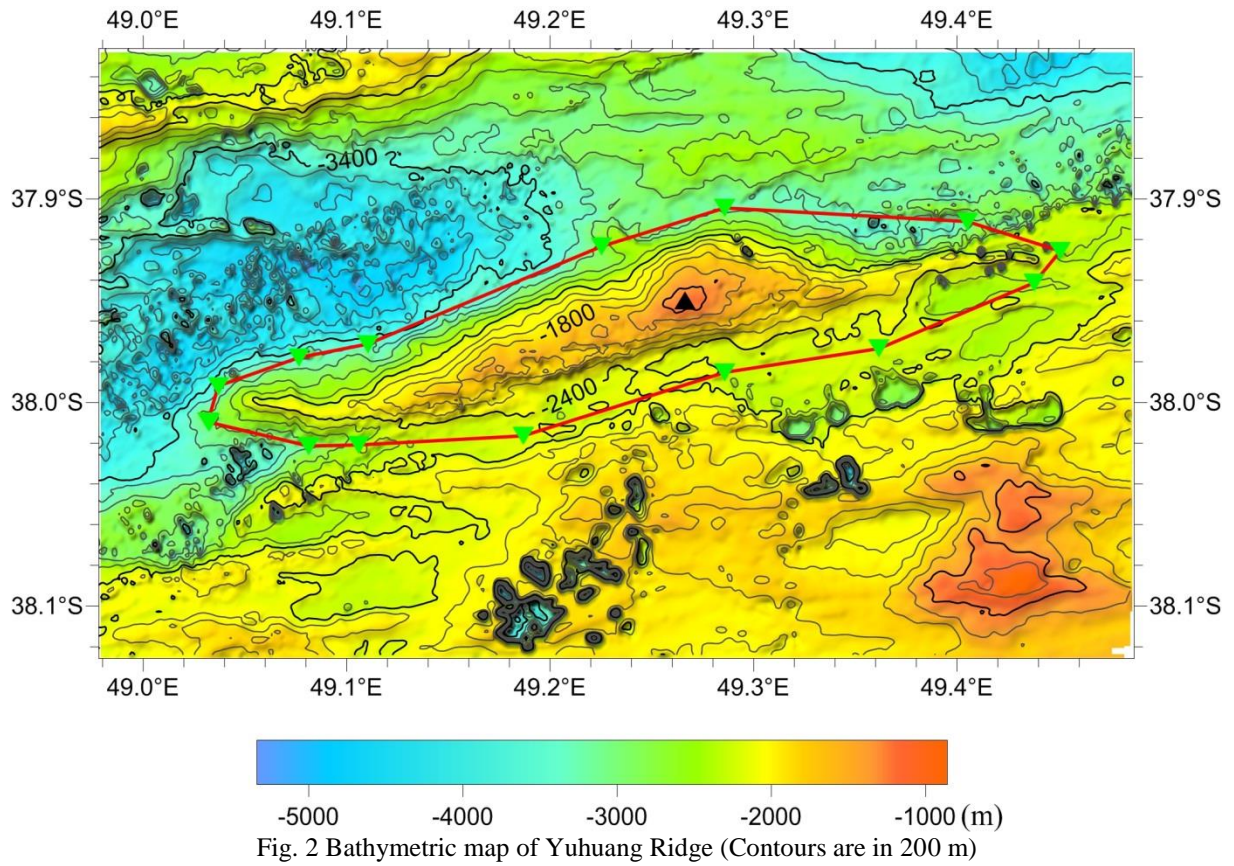 49.0°E 49.1°E 49.2°E 49.3°E 49.4°E
-3400
37.9°S 37.9°S
-1800
38.0°S 38.0°S
-2400
38.1°S 38.1°S
49.0°E 49.1°E 49.2°E 49.3°E 49.4°E
-5000 -4000 -3000 -2000 -1000 (m)
Fig. 2 Bathymetric map of Yuhuang Ridge (Contours are in 200 m)